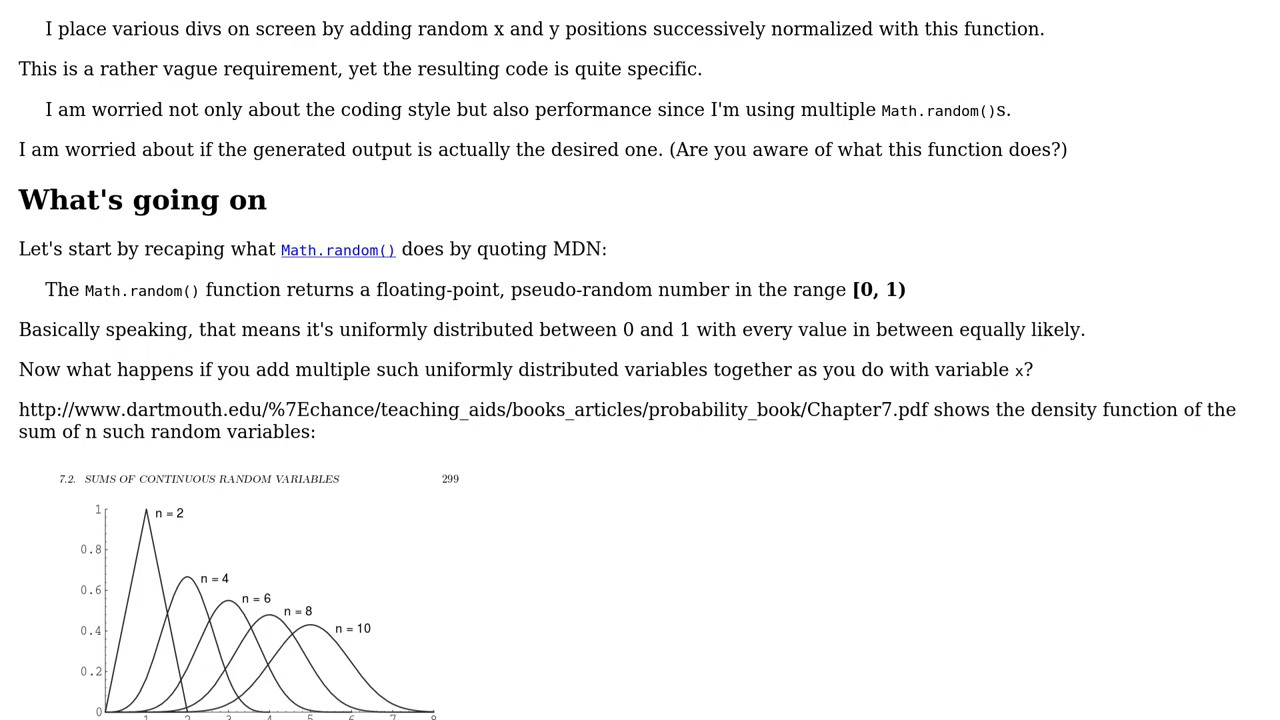 I place various divs on screen by adding random x and y positions successively normalized with this function.
This is a rather vague requirement, yet the resulting code is quite specific.
I am worried not only about the coding style but also performance since I'm using multiple Math.random()s.
I am worried about if the generated output is actually the desired one. (Are you aware of what this function does?)
What's going on
Let's start by recaping what Math.random() does by quoting MDN:
The Math.random() function returns a floating-point, pseudo-random number in the range [0, 1)
Basically speaking, that means it's uniformly distributed between 0 and 1 with every value in between equally likely.
Now what happens if you add multiple such uniformly distributed variables together as you do with variable x?
http://www.dartmouth.edu/%7Echance/teaching_aids/books_articles/probability_book/Chapter7.pdf shows the density function of the
sum of n such random variables:
7.2. SUMS OF CONTINUOUS RANDOM VARIABLES 299
1
n = 2
0.8
n = 4
0.6
n = 6
n = 8
0.4
n = 10
0.2
0
1 2 3 4 5 6 7 8